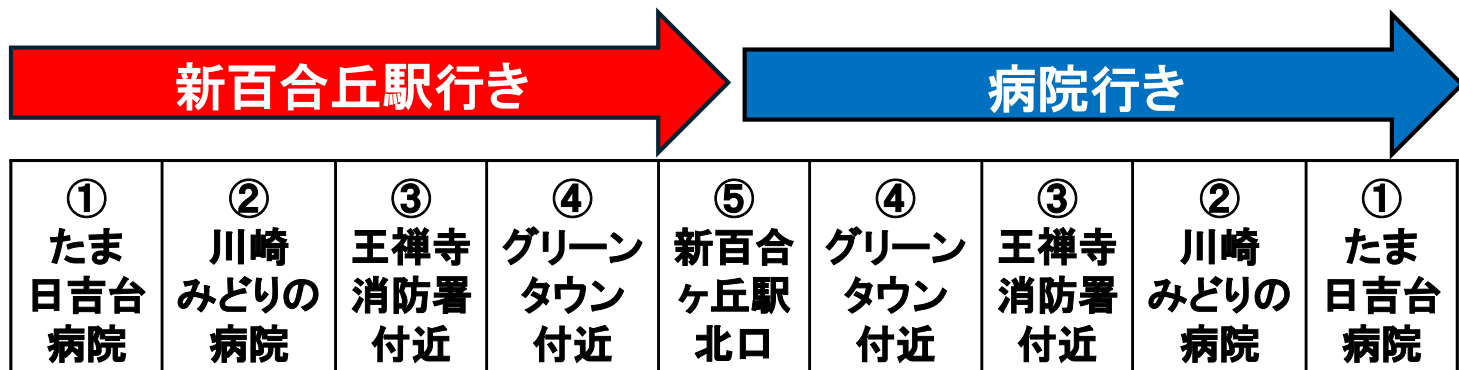 新百合丘駅行き
病院行き
①
たま
日吉台
病院
②
川崎
みどりの
病院
③
王禅寺
消防署
付近
④
グリーン
タウン
付近
⑤
新百合
ヶ丘駅
北口
④
グリーン
タウン
付近
③
王禅寺
消防署
付近
②
川崎
みどりの
病院
①
たま
日吉台
病院